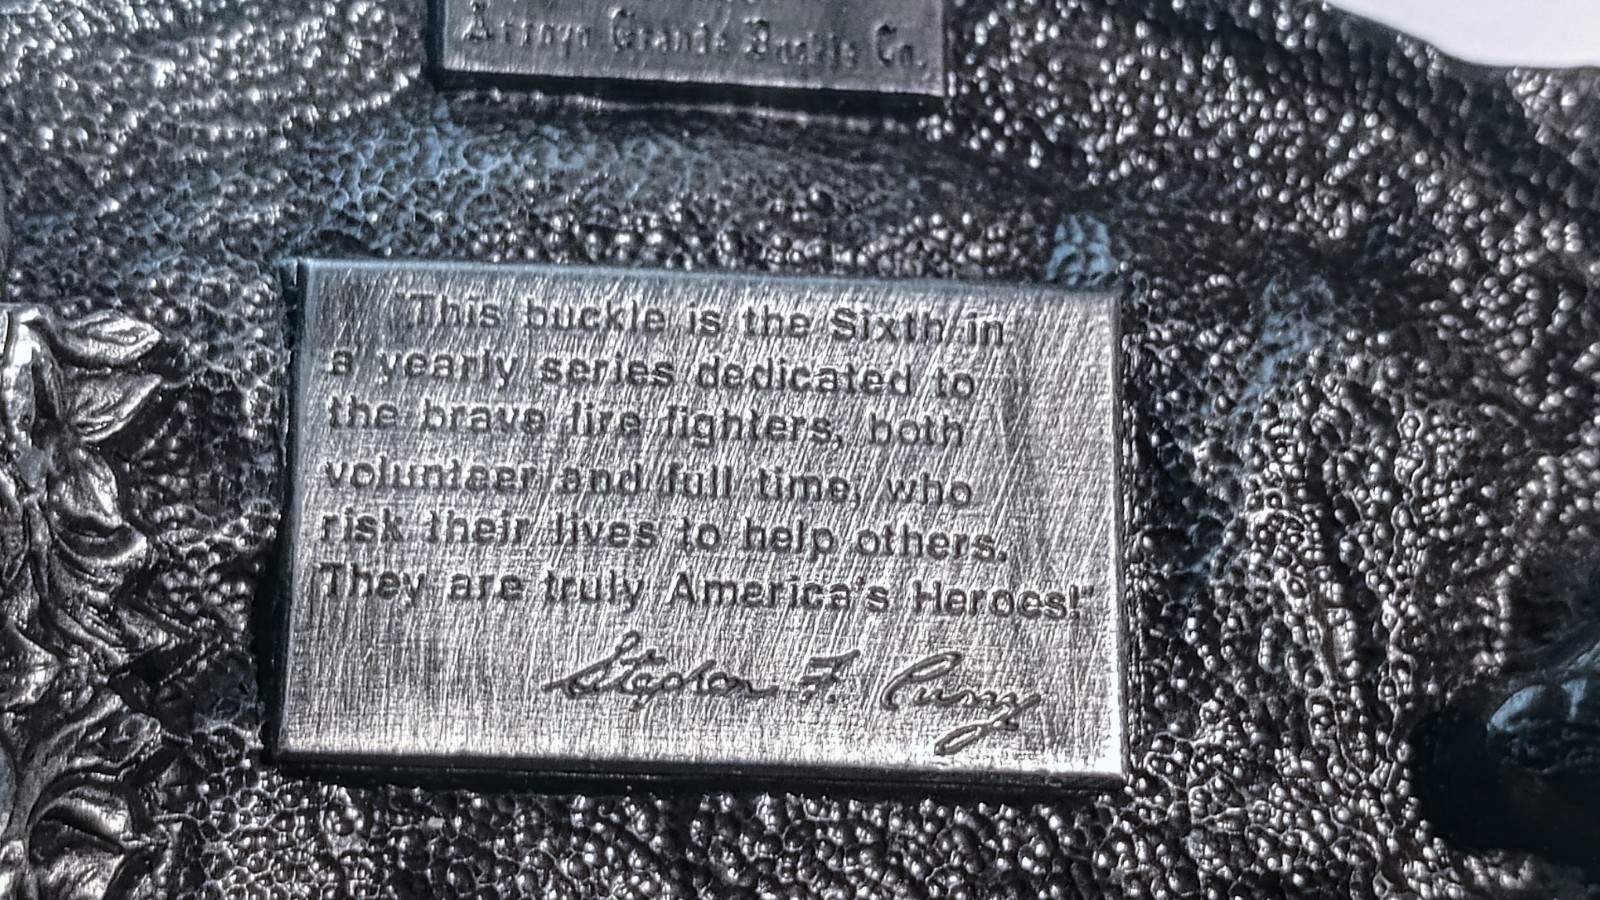 Arroyo Grande Buckle Co.
"This buckle is the Sixth in
a yearly series dedicated to
the brave fire fighters, both
volunteer and full time, who
risk their lives to help others.
They are truly America's Heroes!"
Stephen F.